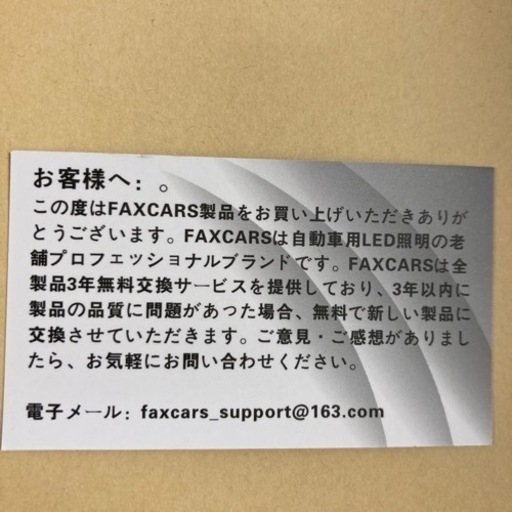 お客様へ：。
この度はFAXCARS製品をお買い上げいただきありが
とうございます。FAXCARSは自動車用LED照明の老
舗プロフェッショナルブランドです。FAXCARSは全
製品3年無料交換サービスを提供しており、3年以内に
製品の品質に問題があった場合、無料で新しい製品に
交換させていただきます。ご意見・ご感想がありまし
たら、お気軽にお問い合わせください。
電子メール：faxcars_support@163.com